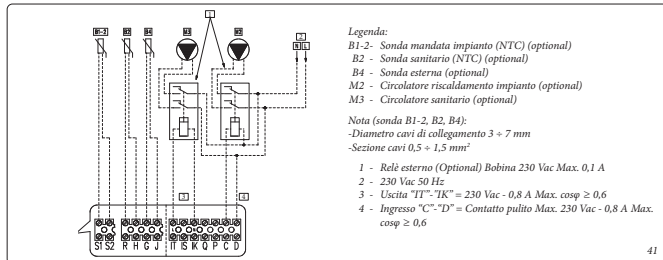 B1-2 B2 B4 M3 M2
1
2
N L
3
4
S1 S2 R H G J IT IS IK Q P C D
Legenda:
B1-2- Sonda mandata impianto (NTC) (optional)
B2 - Sonda sanitario (NTC) (optional)
B4 - Sonda esterna (optional)
M2 - Circolatore riscaldamento impianto (optional)
M3 - Circolatore sanitario (optional)
Nota (sonda B1-2, B2, B4):
-Diametro cavi di collegamento 3 ÷ 7 mm
-Sezione cavi 0,5 ÷ 1,5 mm²
1 - Relè esterno (Optional) Bobina 230 Vac Max. 0,1 A
2 - 230 Vac 50 Hz
3 - Uscita “IT”-”IK” = 230 Vac - 0,8 A Max. cosφ ≥ 0,6
4 - Ingresso “C”-“D” = Contatto pulito Max. 230 Vac - 0,8 A Max.
cosφ ≥ 0,6
41